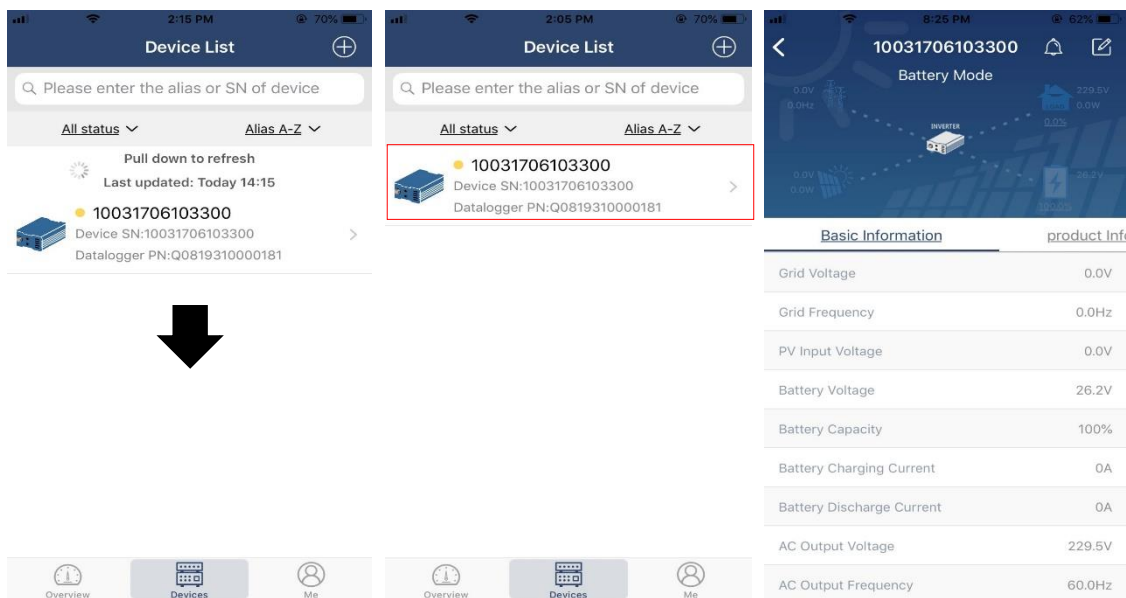 2:15 PM
70%
Device List
Please enter the alias or SN of device
All status
Alias A-Z
Pull down to refresh
Last updated: Today 14:15
10031706103300
Device SN:10031706103300
Datalogger PN:Q0819310000181
Overview
Devices
Me
2:05 PM
70%
Device List
Please enter the alias or SN of device
All status
Alias A-Z
10031706103300
Device SN:10031706103300
Datalogger PN:Q0819310000181
Overview
Devices
Me
8:25 PM
62%
10031706103300
Battery Mode
0.0V
0.0Hz
229.5V
0.0W
0.0%
INVERTER
0.0V
0.0W
26.2V
100.0%
Basic Information
product Info
Grid Voltage
0.0V
Grid Frequency
0.0Hz
PV Input Voltage
0.0V
Battery Voltage
26.2V
Battery Capacity
100%
Battery Charging Current
0A
Battery Discharge Current
0A
AC Output Voltage
229.5V
AC Output Frequency
60.0Hz